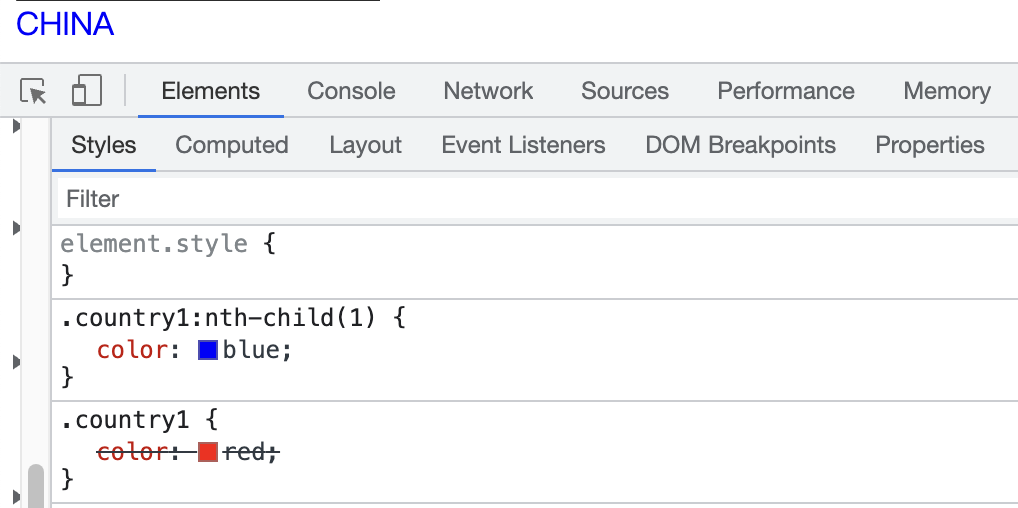 CHINA
Elements Console Network Sources Performance Memory
Styles Computed Layout Event Listeners DOM Breakpoints Properties
Filter
element.style {
}
.country1:nth-child(1) {
color: blue;
}
.country1 {
color: red;
}